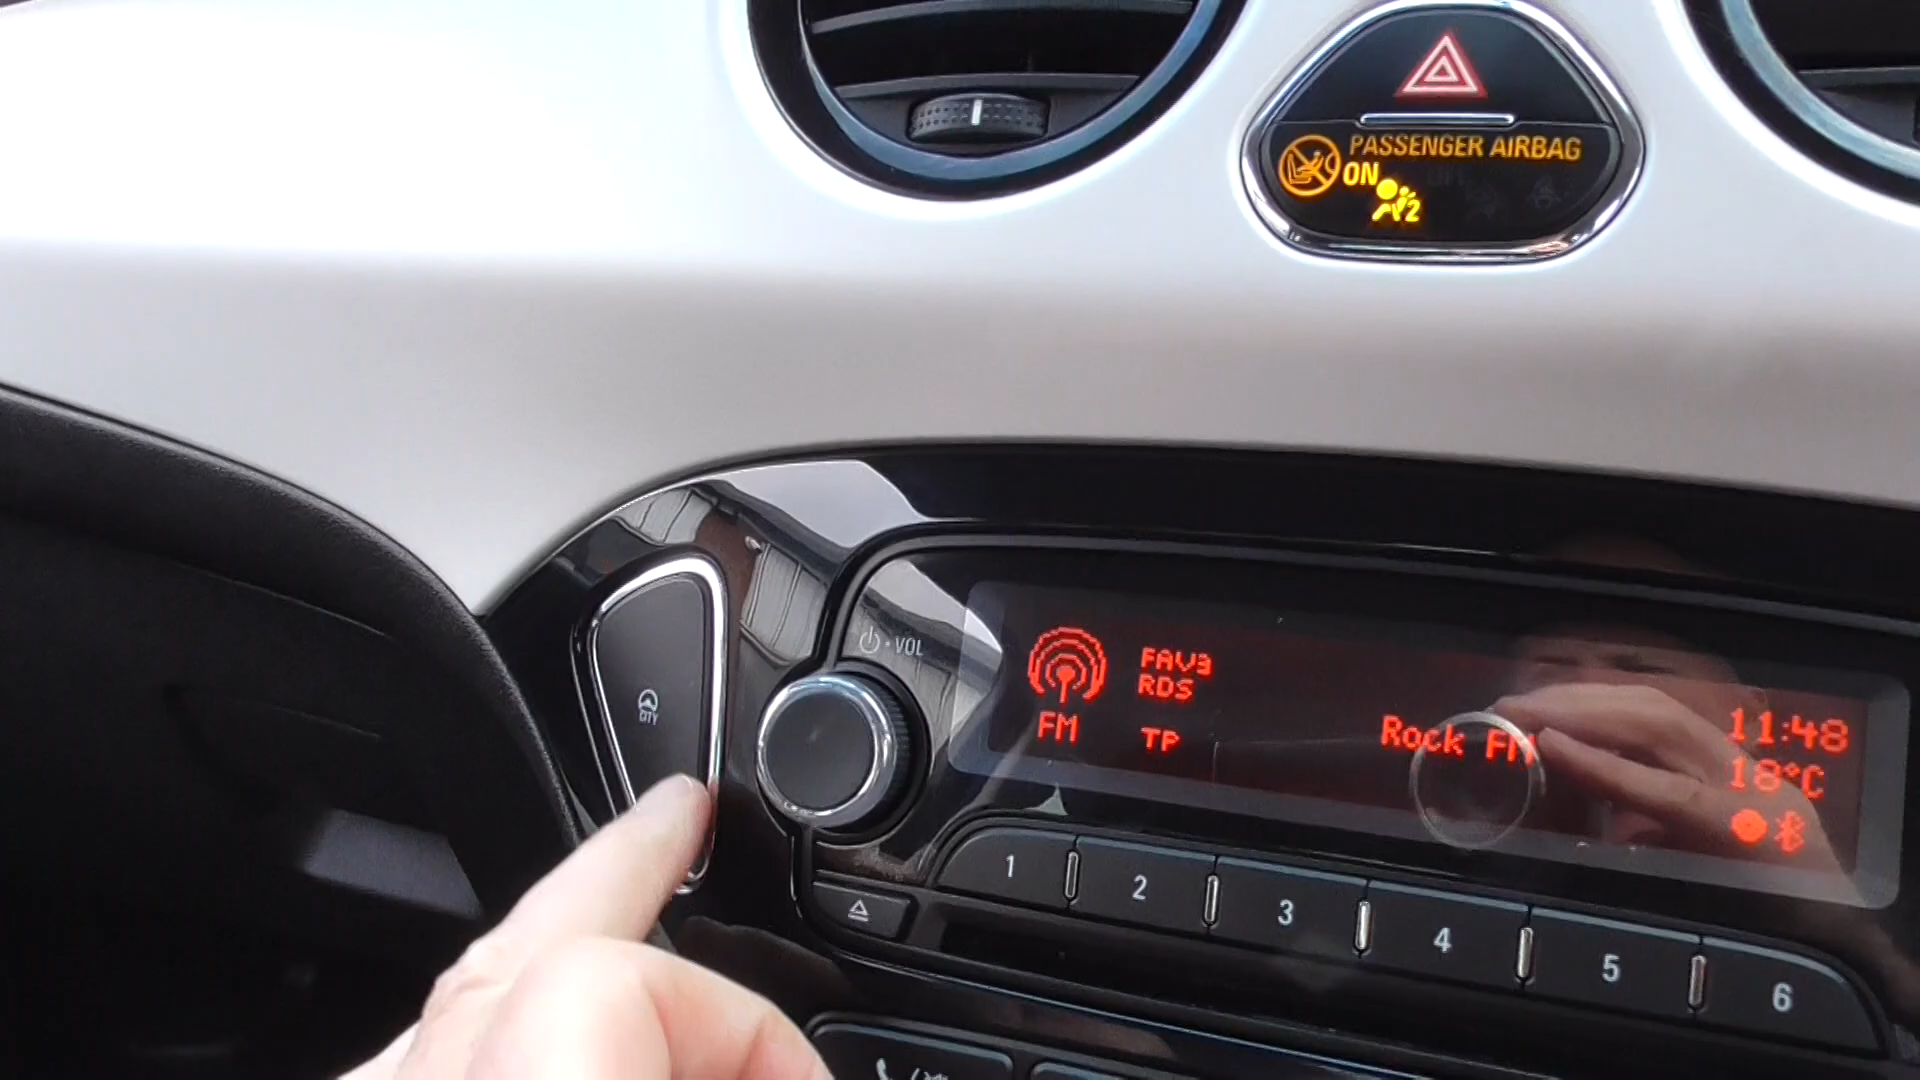 PASSENGER AIRBAG
ON
2
CITY
VOL
FAV3
RDS
FM
TP
Rock FM
11:48
18°C
1
2
3
4
5
6